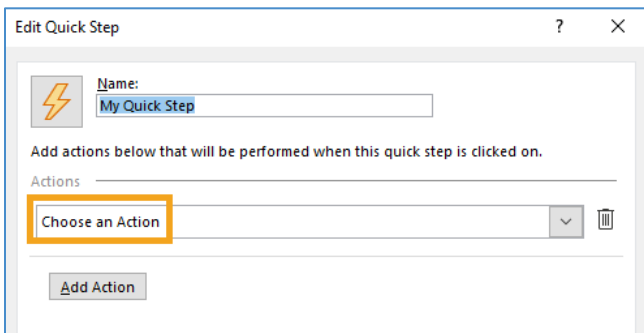 Edit Quick Step ?
Name:
My Quick Step
Add actions below that will be performed when this quick step is clicked on.
Actions
Choose an Action
Add Action